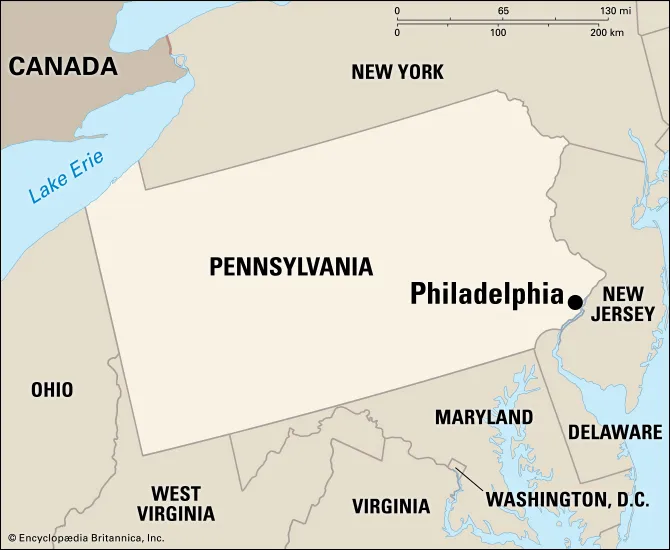 0 65 130 mi
0 100 200 km
CANADA
NEW YORK
Lake Erie
PENNSYLVANIA
Philadelphia
NEW
JERSEY
OHIO
MARYLAND
DELAWARE
WEST
VIRGINIA
VIRGINIA
WASHINGTON, D.C.
© Encyclopædia Britannica, Inc.